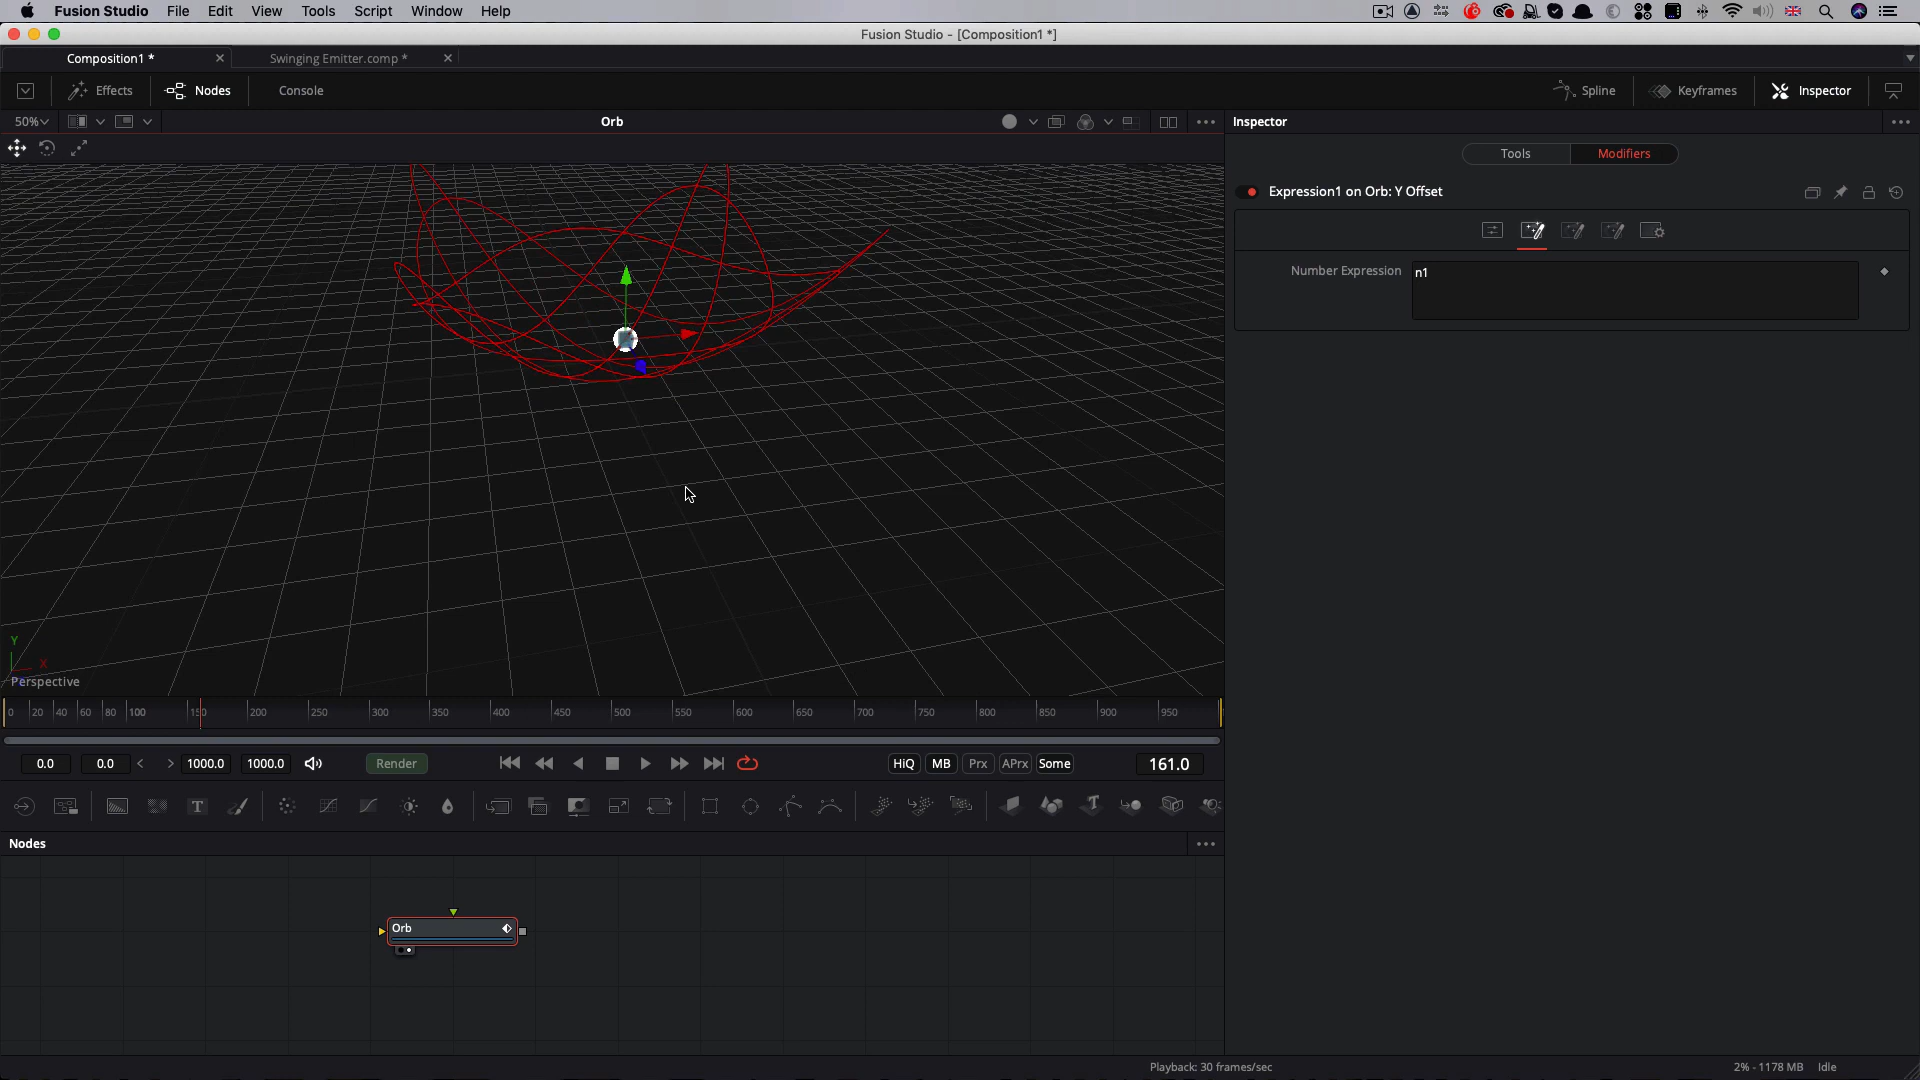 Fusion Studio File Edit View Tools Script Window Help
Fusion Studio - [Composition1 *]
Composition1 *
Swinging Emitter.comp *
Effects
Nodes
Console
Spline
Keyframes
Inspector
50%
Orb
Inspector
Tools
Modifiers
Expression1 on Orb: Y Offset
Number Expression
n1
Y
X
Perspective
0 20 40 60 80 100 150 200 250 300 350 400 450 500 550 600 650 700 750 800 850 900 950
0.0
0.0
1000.0
1000.0
Render
HiQ
MB
Prx
APrx
Some
161.0
T
T
Nodes
Orb
Playback: 30 frames/sec
2% - 1178 MB
Idle